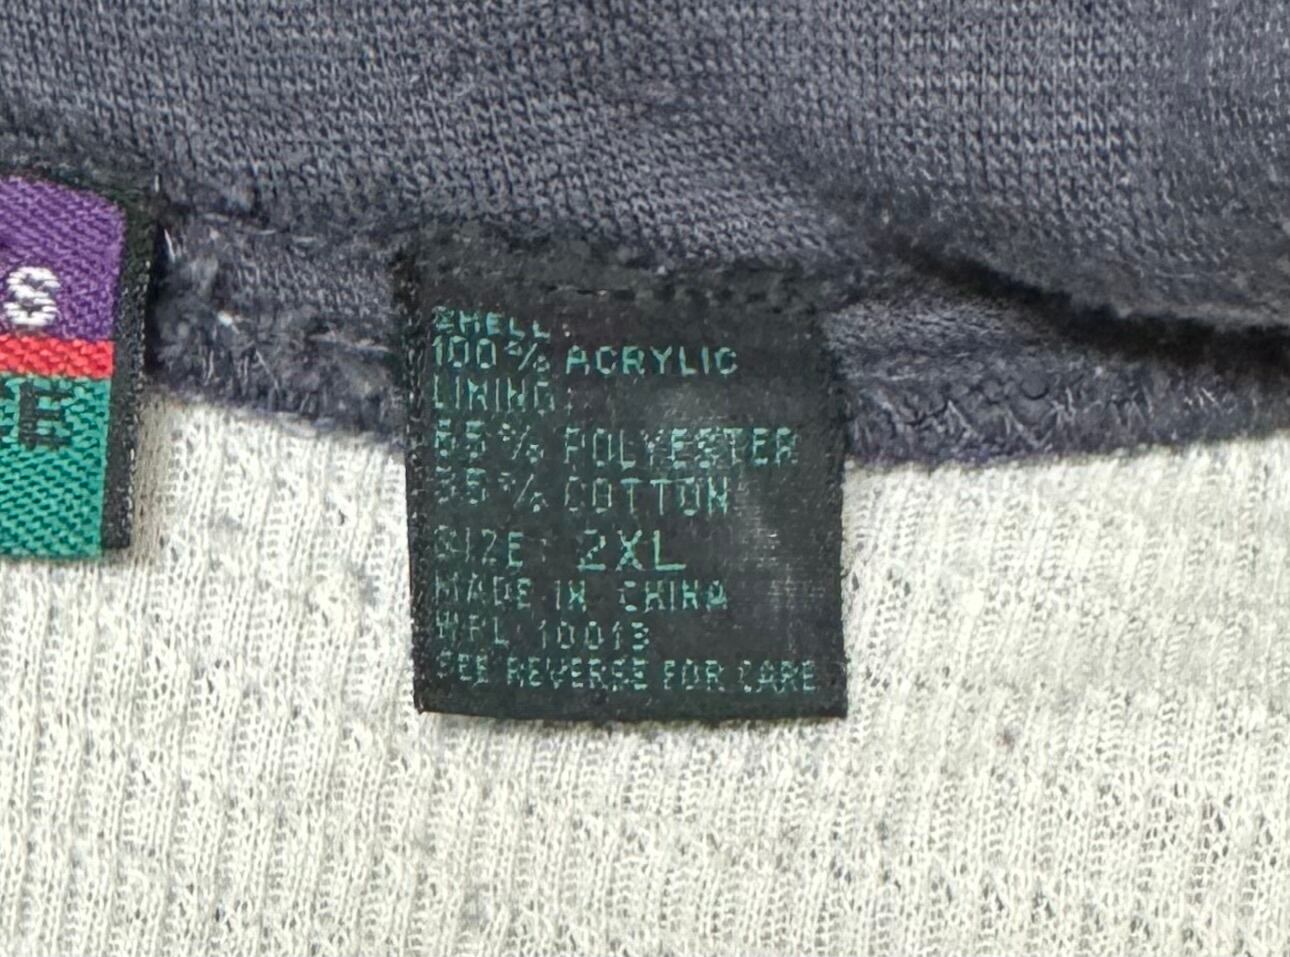 S
E
SHELL:
100% ACRYLIC
LINING:
65% POLYESTER
35% COTTON
SIZE: 2XL
MADE IN CHINA
WPL 10013
SEE REVERSE FOR CARE